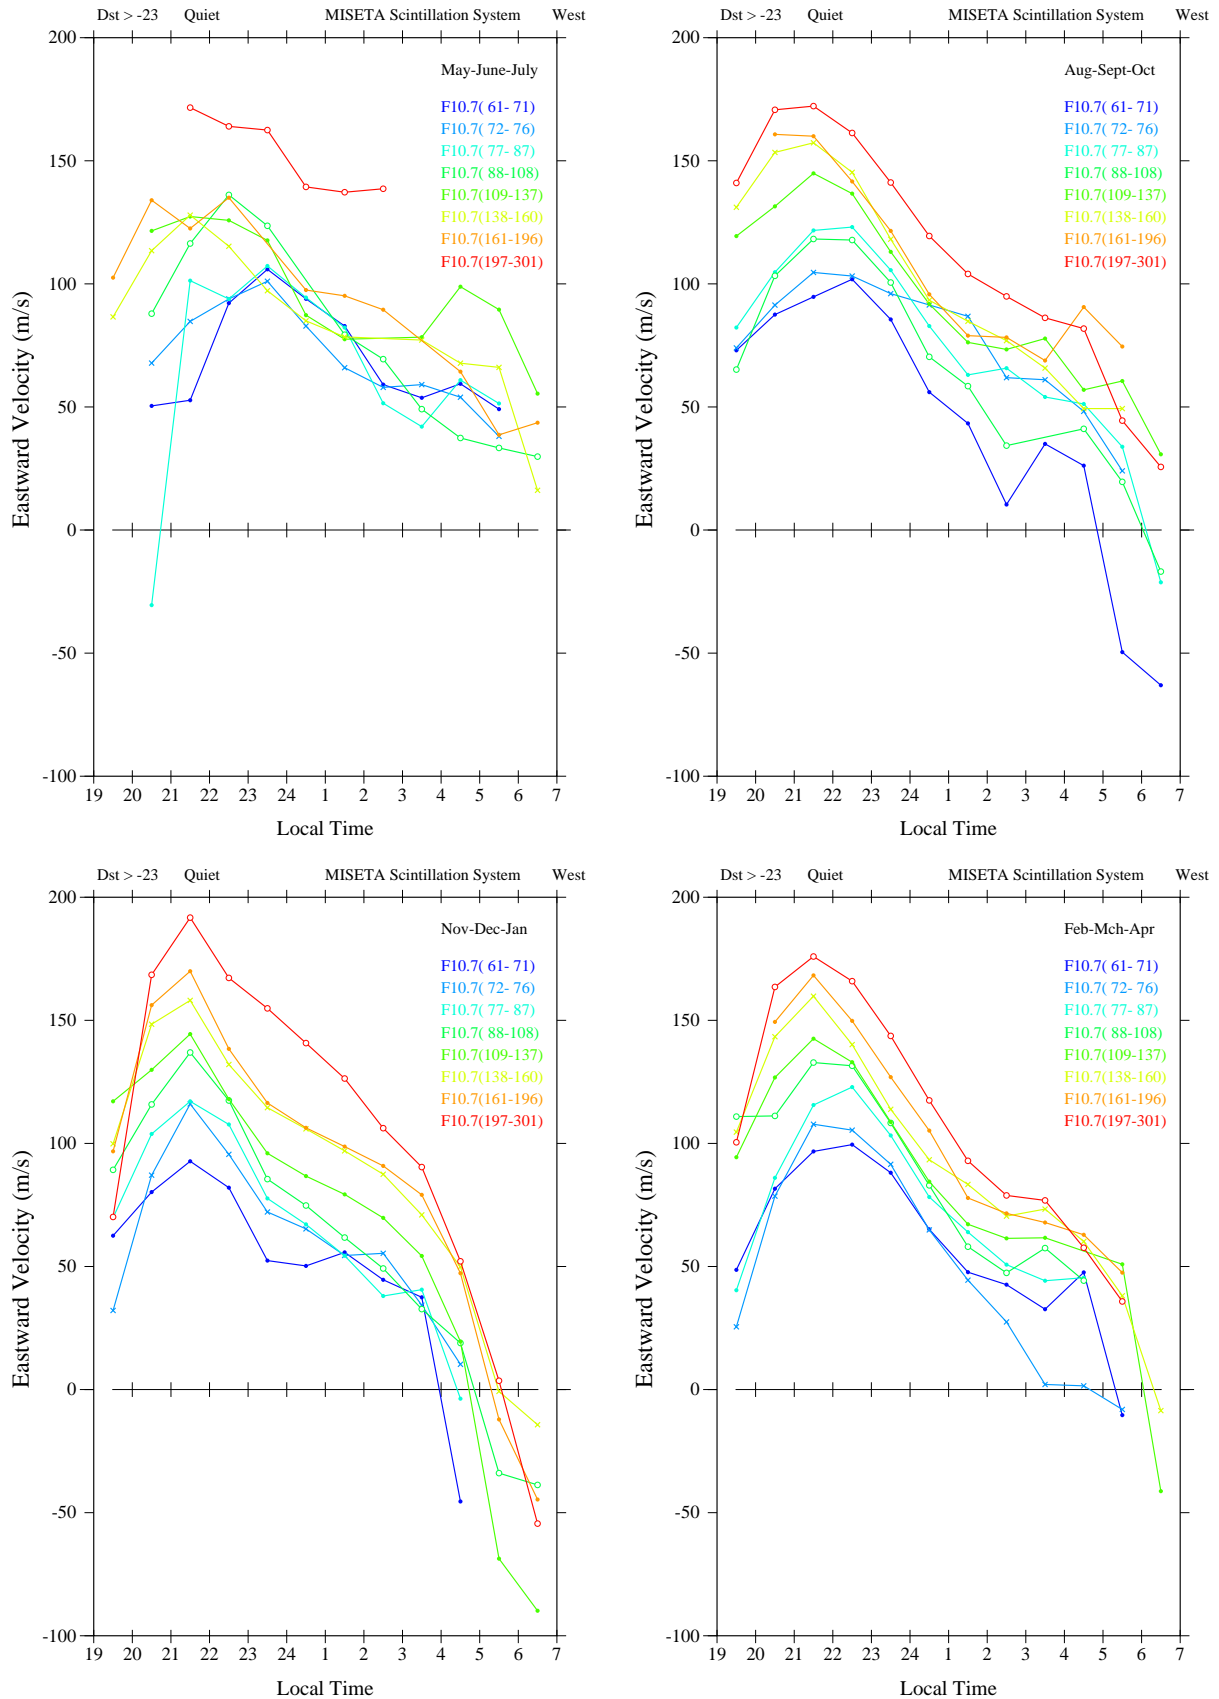 Dst > -23 Quiet MISETA Scintillation System West
200
May-June-July
F10.7( 61- 71)
F10.7( 72- 76)
150
F10.7( 77- 87)
F10.7( 88-108)
F10.7(109-137)
F10.7(138-160)
F10.7(161-196)
F10.7(197-301)
100
50
0
-50
-100
Eastward Velocity (m/s)
19 20 21 22 23 24 1 2 3 4 5 6 7
Local Time
Dst > -23 Quiet MISETA Scintillation System West
200
Aug-Sept-Oct
F10.7( 61- 71)
F10.7( 72- 76)
150
F10.7( 77- 87)
F10.7( 88-108)
F10.7(109-137)
F10.7(138-160)
F10.7(161-196)
F10.7(197-301)
100
50
0
-50
-100
Eastward Velocity (m/s)
19 20 21 22 23 24 1 2 3 4 5 6 7
Local Time
Dst > -23 Quiet MISETA Scintillation System West
200
Nov-Dec-Jan
F10.7( 61- 71)
F10.7( 72- 76)
150
F10.7( 77- 87)
F10.7( 88-108)
F10.7(109-137)
F10.7(138-160)
F10.7(161-196)
F10.7(197-301)
100
50
0
-50
-100
Eastward Velocity (m/s)
19 20 21 22 23 24 1 2 3 4 5 6 7
Local Time
Dst > -23 Quiet MISETA Scintillation System West
200
Feb-Mch-Apr
F10.7( 61- 71)
F10.7( 72- 76)
150
F10.7( 77- 87)
F10.7( 88-108)
F10.7(109-137)
F10.7(138-160)
F10.7(161-196)
F10.7(197-301)
100
50
0
-50
-100
Eastward Velocity (m/s)
19 20 21 22 23 24 1 2 3 4 5 6 7
Local Time